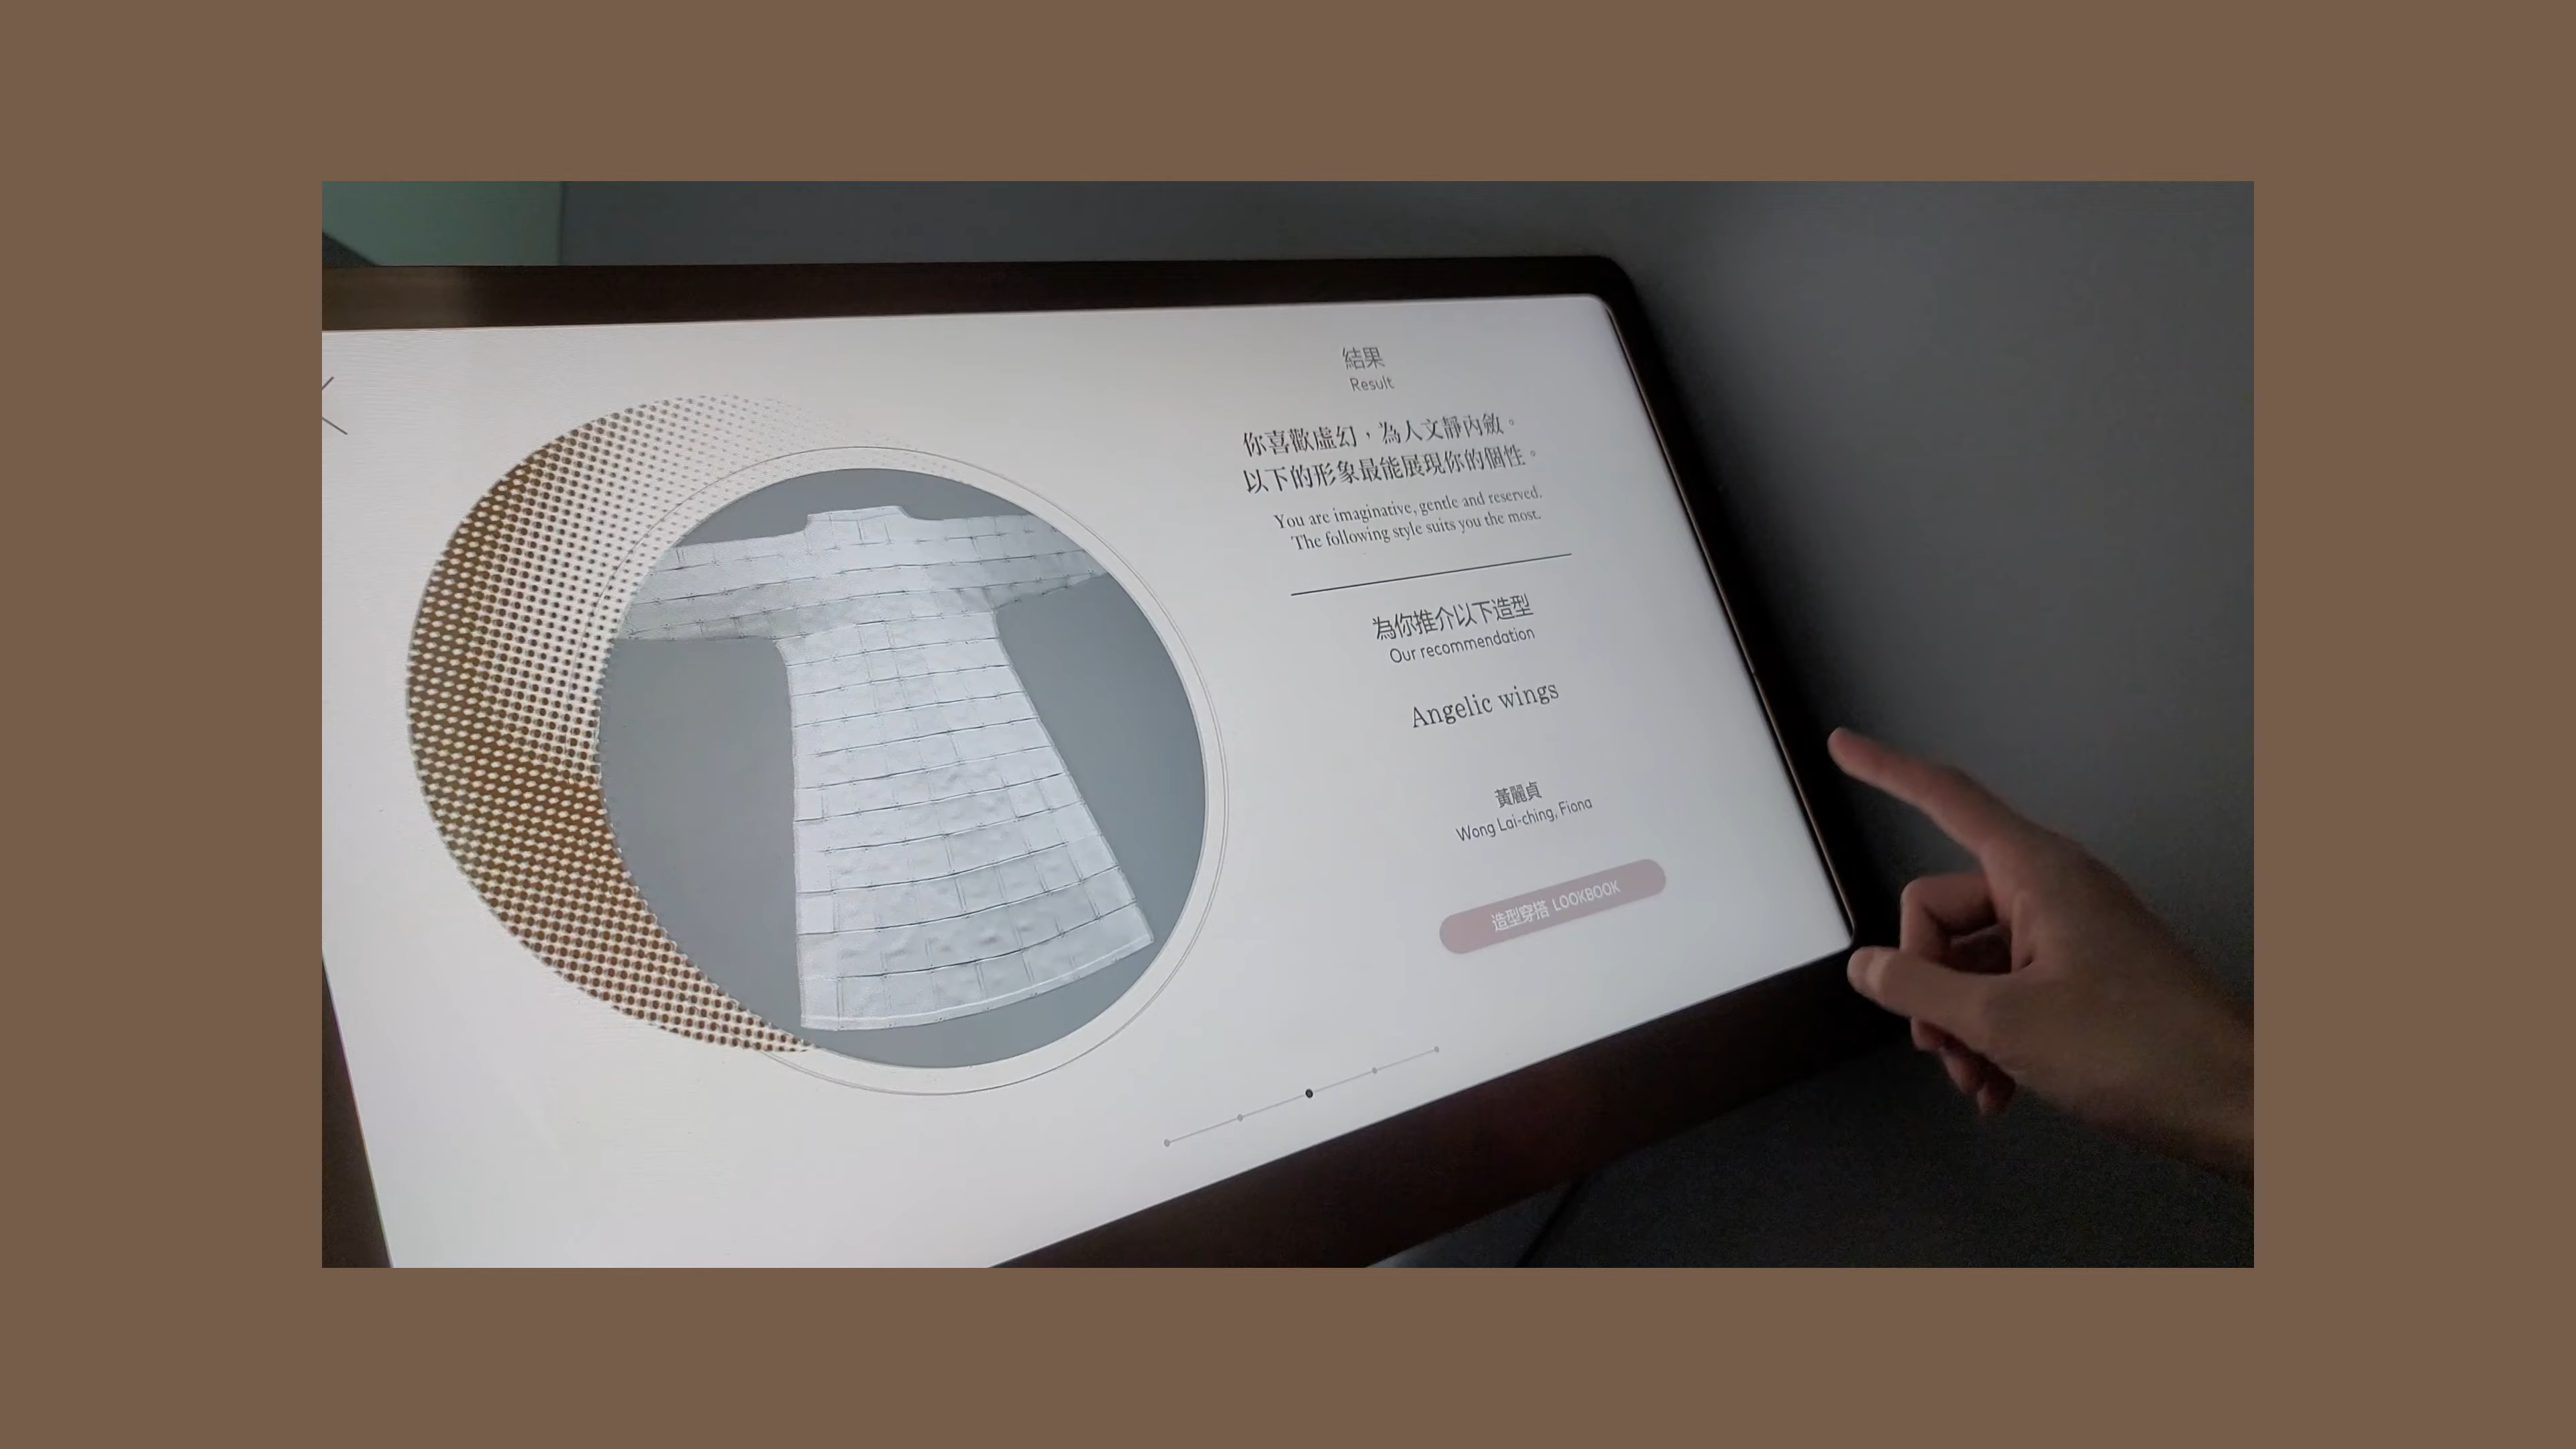 結果
Result
你喜歡虛幻，為人文靜內斂。
以下的形象最能展現你的個性。
You are imaginative, gentle and reserved.
The following style suits you the most.
為你推介以下造型
Our recommendation
Angelic wings
黃麗貞
Wong Lai-ching, Fiona
造型穿搭 LOOKBOOK